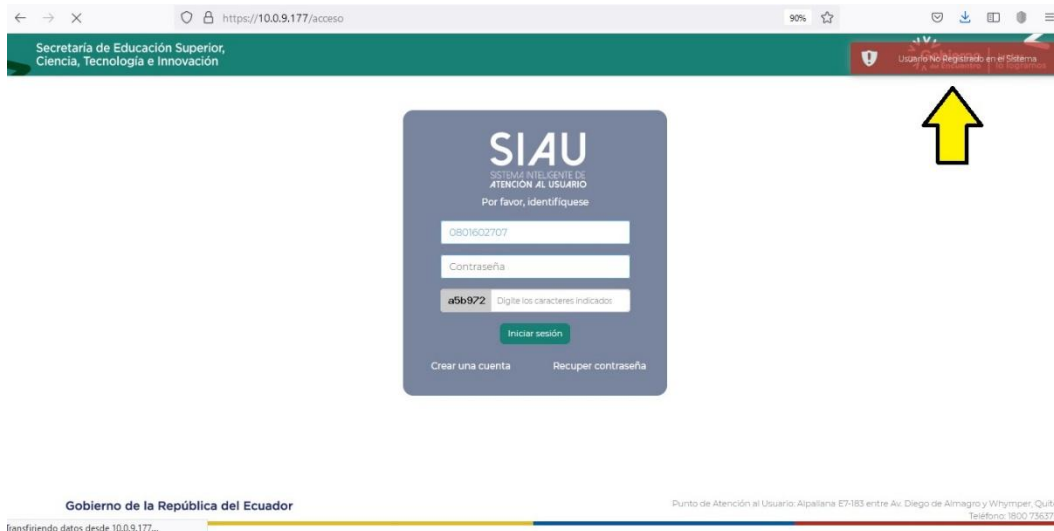 https://10.0.9.177/acceso
90%
Secretaría de Educación Superior,
Ciencia, Tecnología e Innovación
Usuario No Registrado en el Sistema
SIAU
SISTEMA INTELIGENTE DE
ATENCIÓN AL USUARIO
Por favor, identifíquese
0801602707
Contraseña
a5b972 Digite los caracteres indicados
Iniciar sesión
Crear una cuenta Recuper contraseña
Gobierno de la República del Ecuador
Punto de Atención al Usuario: Alpallana E7-183 entre Av. Diego de Almagro y Whymper, Quit
Teléfono: 1800 73637
Transfiriendo datos desde 10.0.9.177...